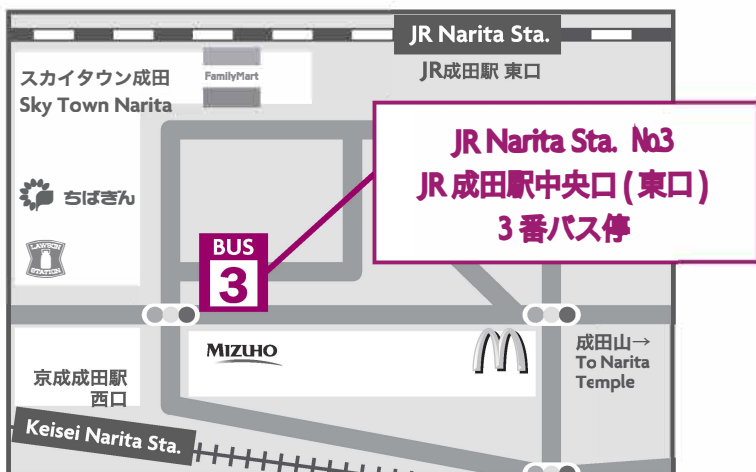 JR Narita Sta.
JR成田駅 東口
スカイタウン成田
Sky Town Narita
FamilyMart
JR Narita Sta. No3
JR 成田駅中央口 ( 東口 )
3 番バス停
ちばぎん
LAWSON
STATION
BUS
3
MIZUHO
成田山→
To Narita
Temple
京成成田駅
西口
Keisei Narita Sta.